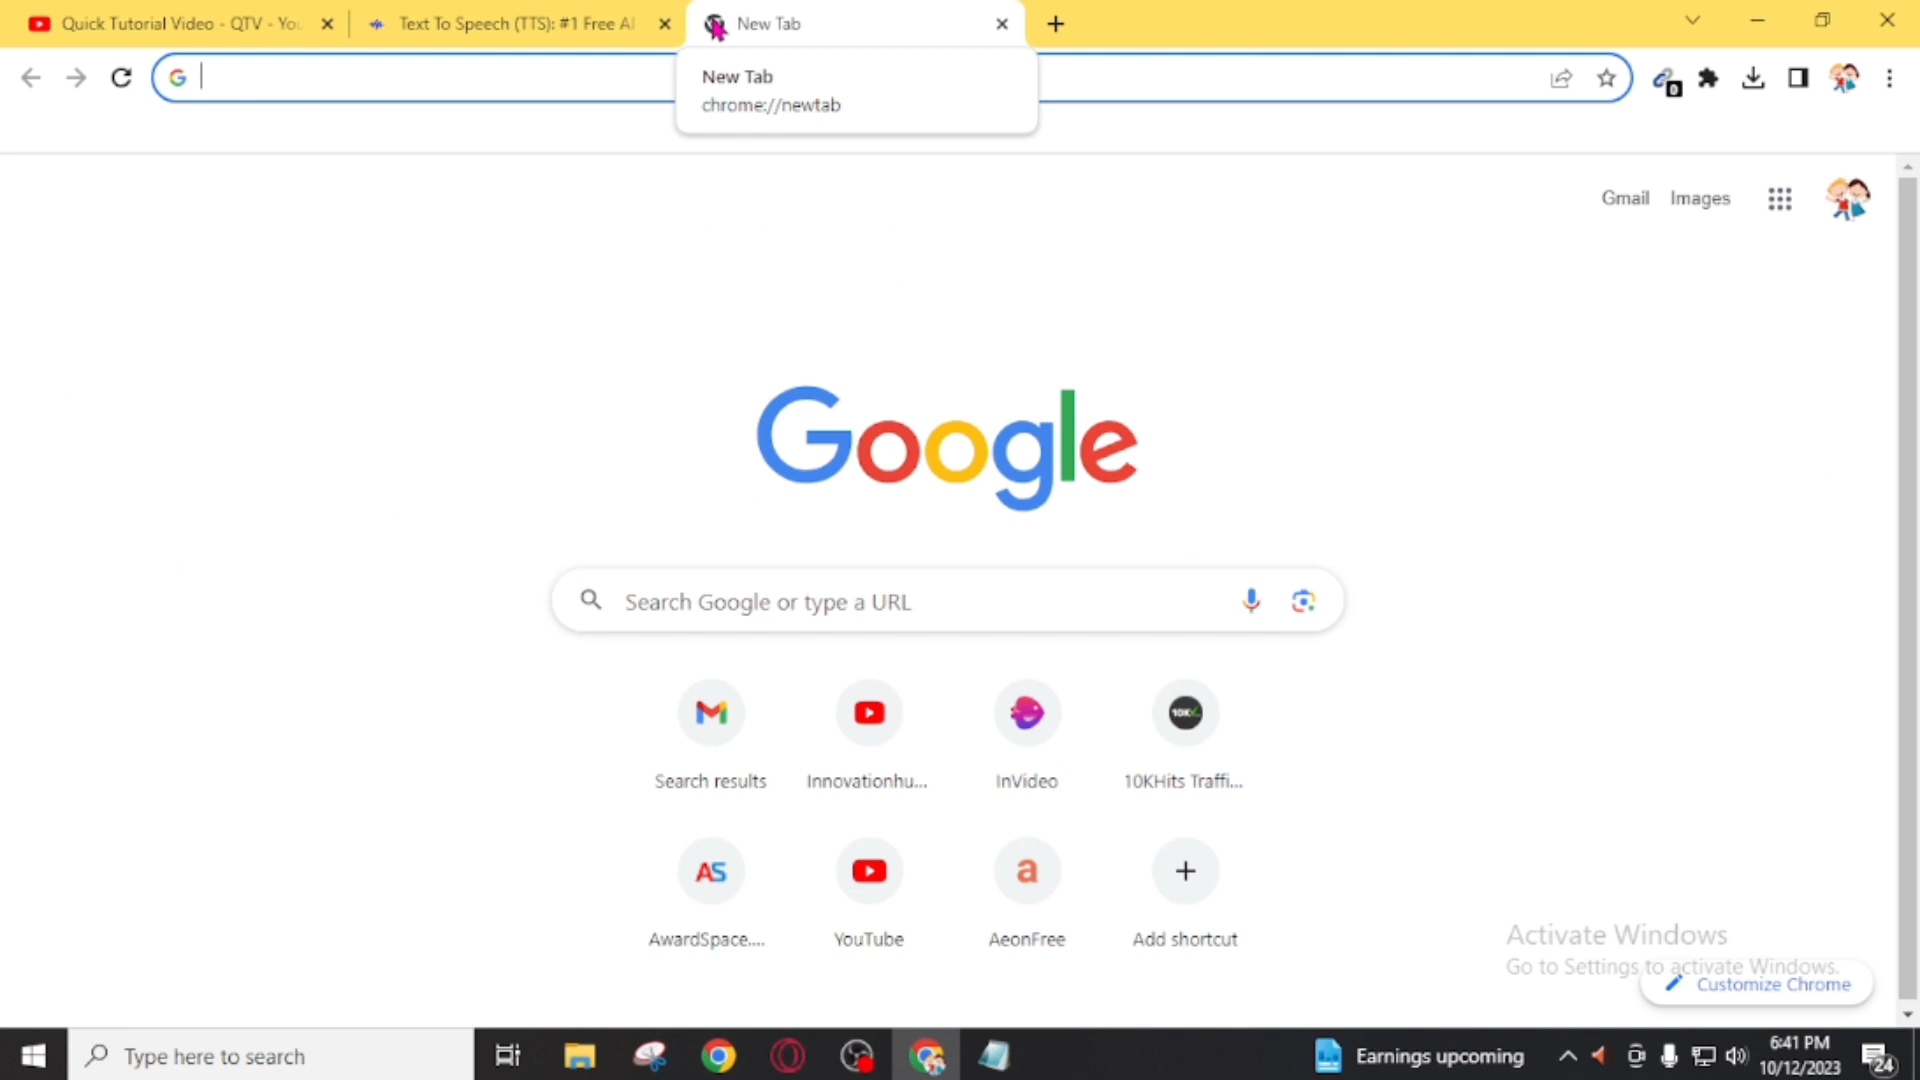 Quick Tutorial Video - QTV - You
Text To Speech (TTS): #1 Free AI
New Tab
New Tab
chrome://newtab
0
Gmail
Images
Google
Search Google or type a URL
Search results
Innovationhu...
InVideo
10KHits Traffi...
10K
AS
a
AwardSpace....
YouTube
AeonFree
Add shortcut
Activate Windows
Go to Settings to activate Windows.
Customize Chrome
Type here to search
Earnings upcoming
6:41 PM
10/12/2023
24